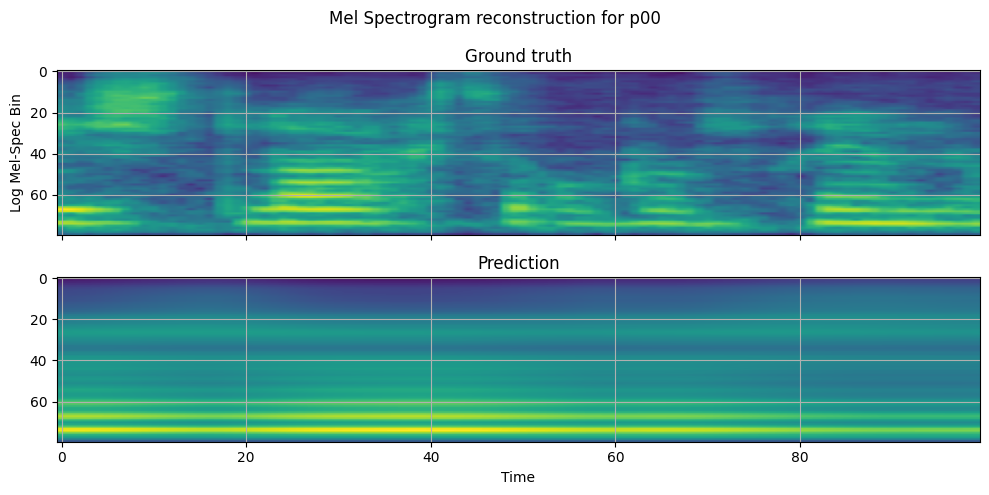 Mel Spectrogram reconstruction for p00
Ground truth
0
20
40
60
Log Mel-Spec Bin
Prediction
0
20
40
60
0 20 40 60 80
Time